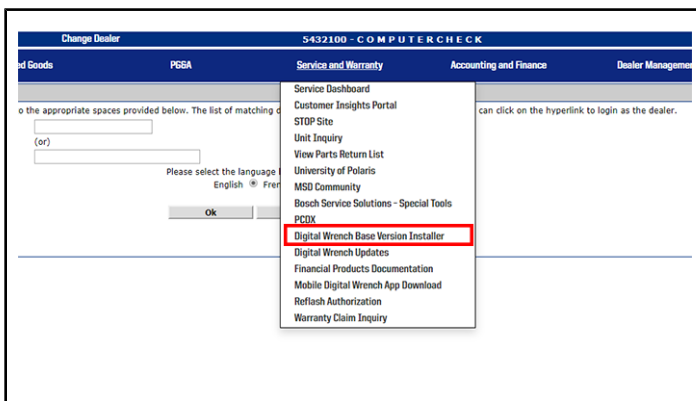 Change Dealer 5432100 - C O M P U T E R C H E C K
ed Goods PG&A Service and Warranty Accounting and Finance Dealer Managemen
Service Dashboard
o the appropriate spaces provided below. The list of matching d can click on the hyperlink to login as the dealer.
Customer Insights Portal
STOP Site
(or)
Unit Inquiry
View Parts Return List
Please select the language
University of Polaris
English Fren
MSD Community
Bosch Service Solutions - Special Tools
Ok
PCDX
Digital Wrench Base Version Installer
Digital Wrench Updates
Financial Products Documentation
Mobile Digital Wrench App Download
Reflash Authorization
Warranty Claim Inquiry